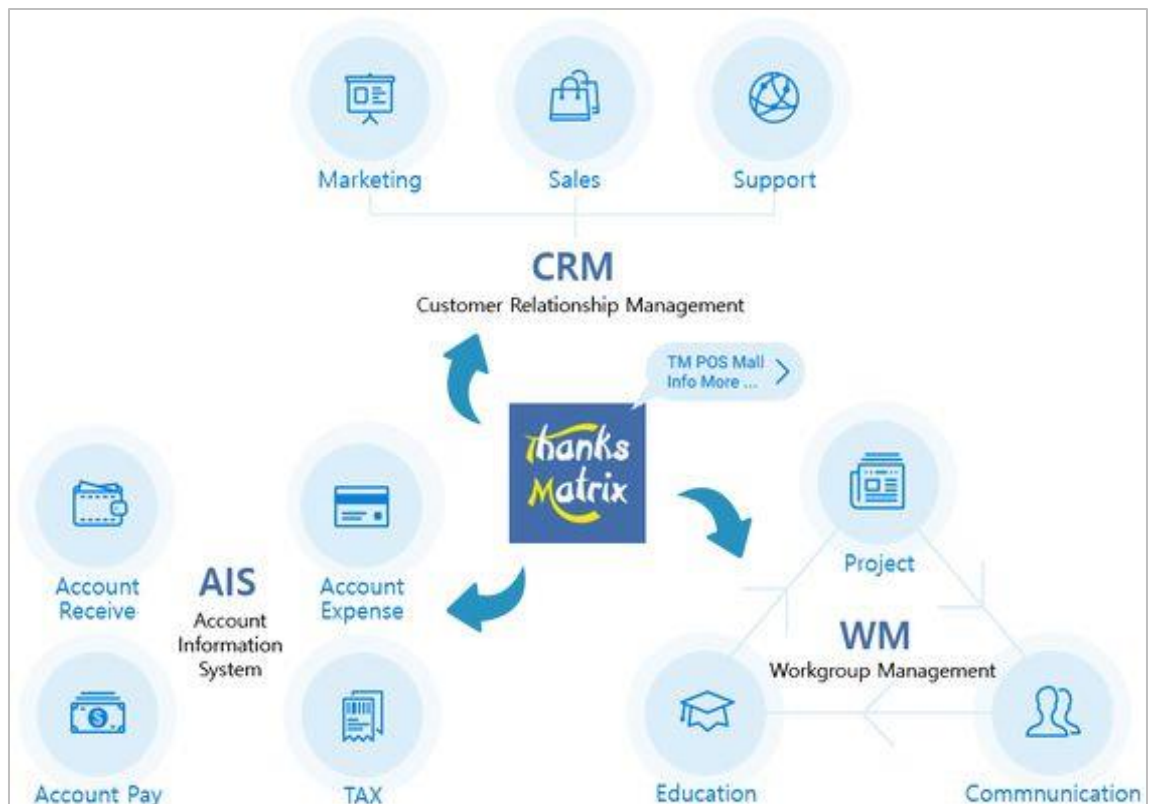 Marketing
Sales
Support
CRM
Customer Relationship Management
TM POS Mall
Info More ...
Thanks
Matrix
Account
Receive
AIS
Account
Information
System
Account
Expense
Account Pay
TAX
Project
WM
Workgroup Management
Education
Commnunication